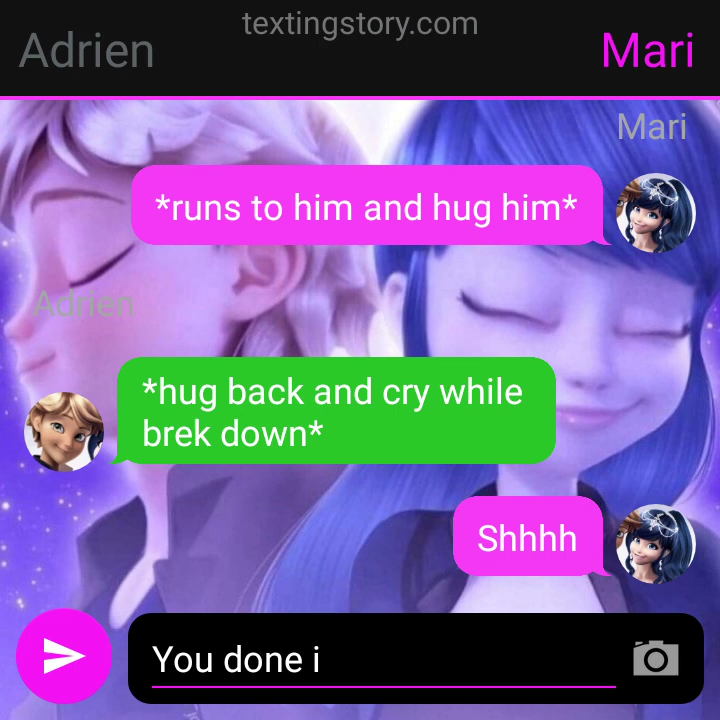 textingstory.com
Adrien
Mari
Mari
*runs to him and hug him*
Adrien
*hug back and cry while
brek down*
Shhhh
You done i